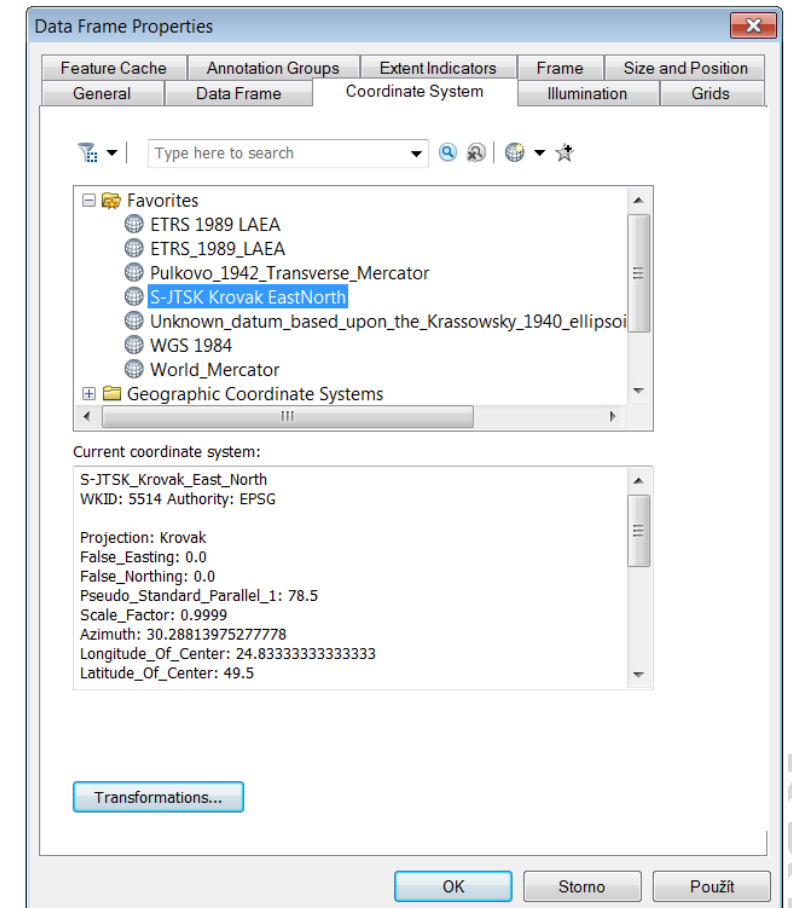 Data Frame Properties
Feature Cache Annotation Groups Extent Indicators Frame Size and Position
General Data Frame Coordinate System Illumination Grids
Type here to search
Favorites
ETRS 1989 LAEA
ETRS_1989_LAEA
Pulkovo_1942_Transverse_Mercator
S-JTSK Krovak EastNorth
Unknown_datum_based_upon_the_Krassowsky_1940_ellipsoi
WGS 1984
World_Mercator
Geographic Coordinate Systems
Current coordinate system:
S-JTSK_Krovak_East_North
WKID: 5514 Authority: EPSG
Projection: Krovak
False_Easting: 0.0
False_Northing: 0.0
Pseudo_Standard_Parallel_1: 78.5
Scale_Factor: 0.9999
Azimuth: 30.28813975277778
Longitude_Of_Center: 24.83333333333333
Latitude_Of_Center: 49.5
Transformations...
OK Storno Použít